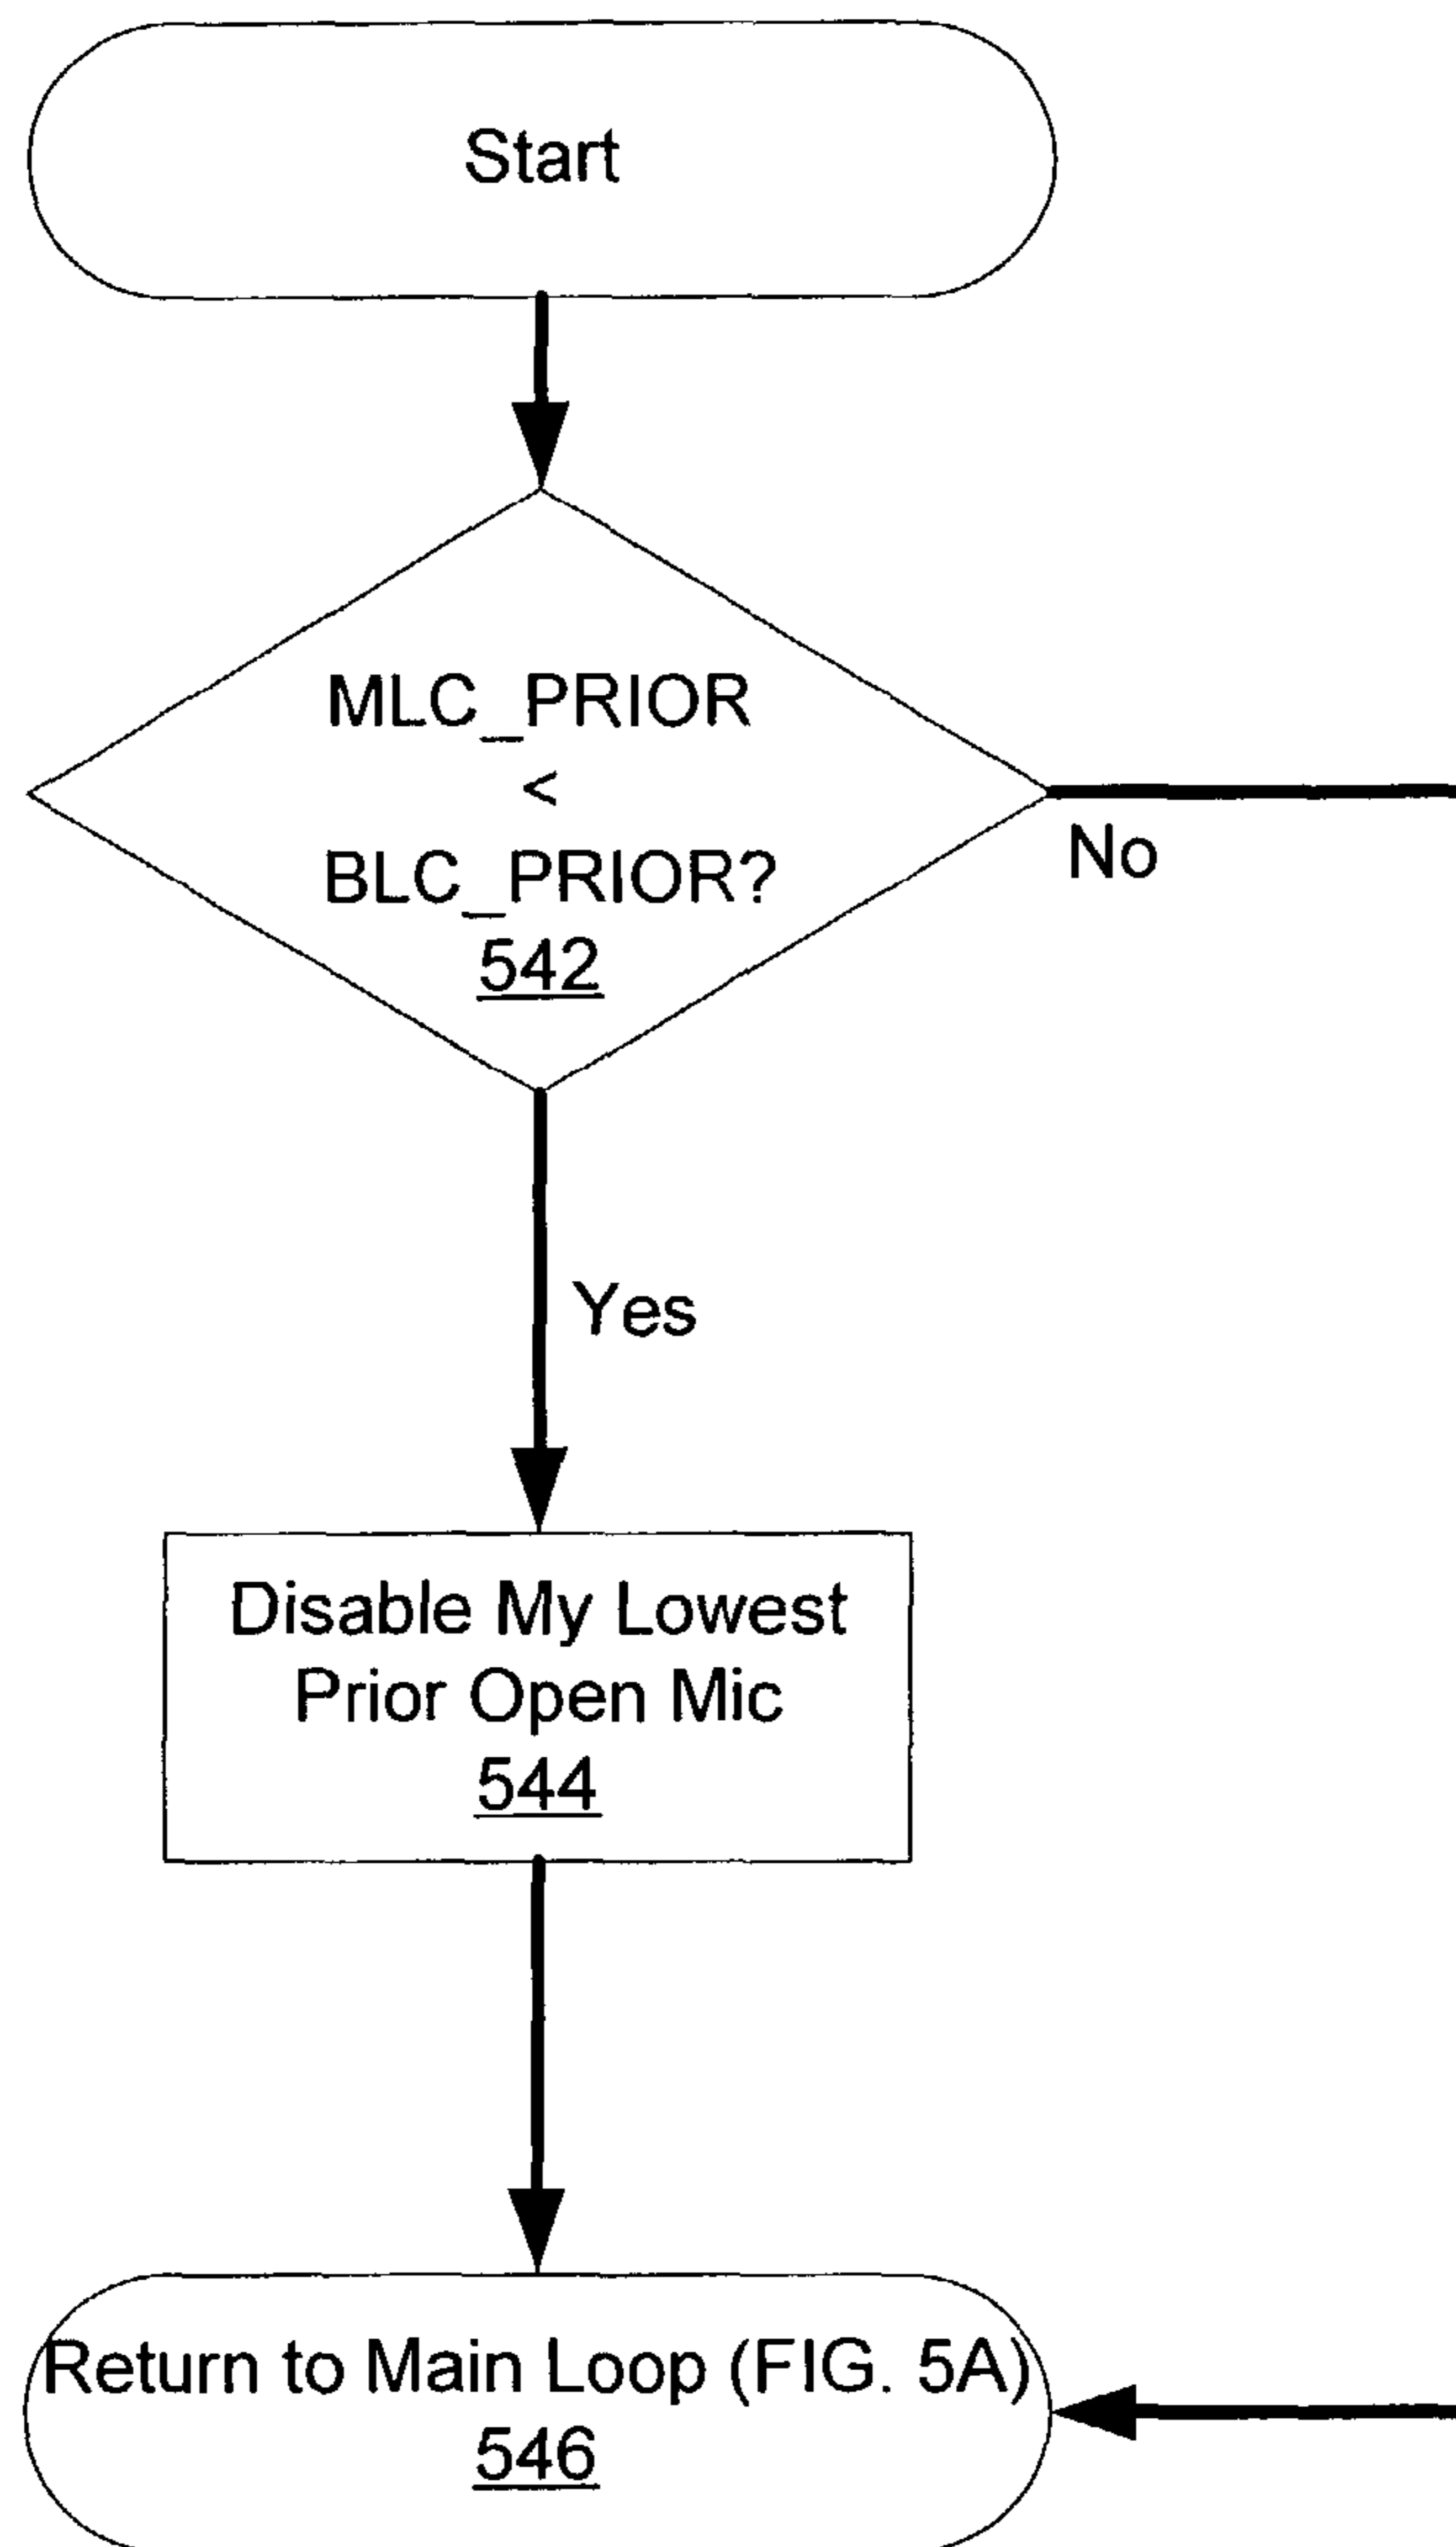 Start
MLC_PRIOR
<
BLC_PRIOR?
542
No
Yes
Disable My Lowest
Prior Open Mic
544
Return to Main Loop (FIG. 5A)
546